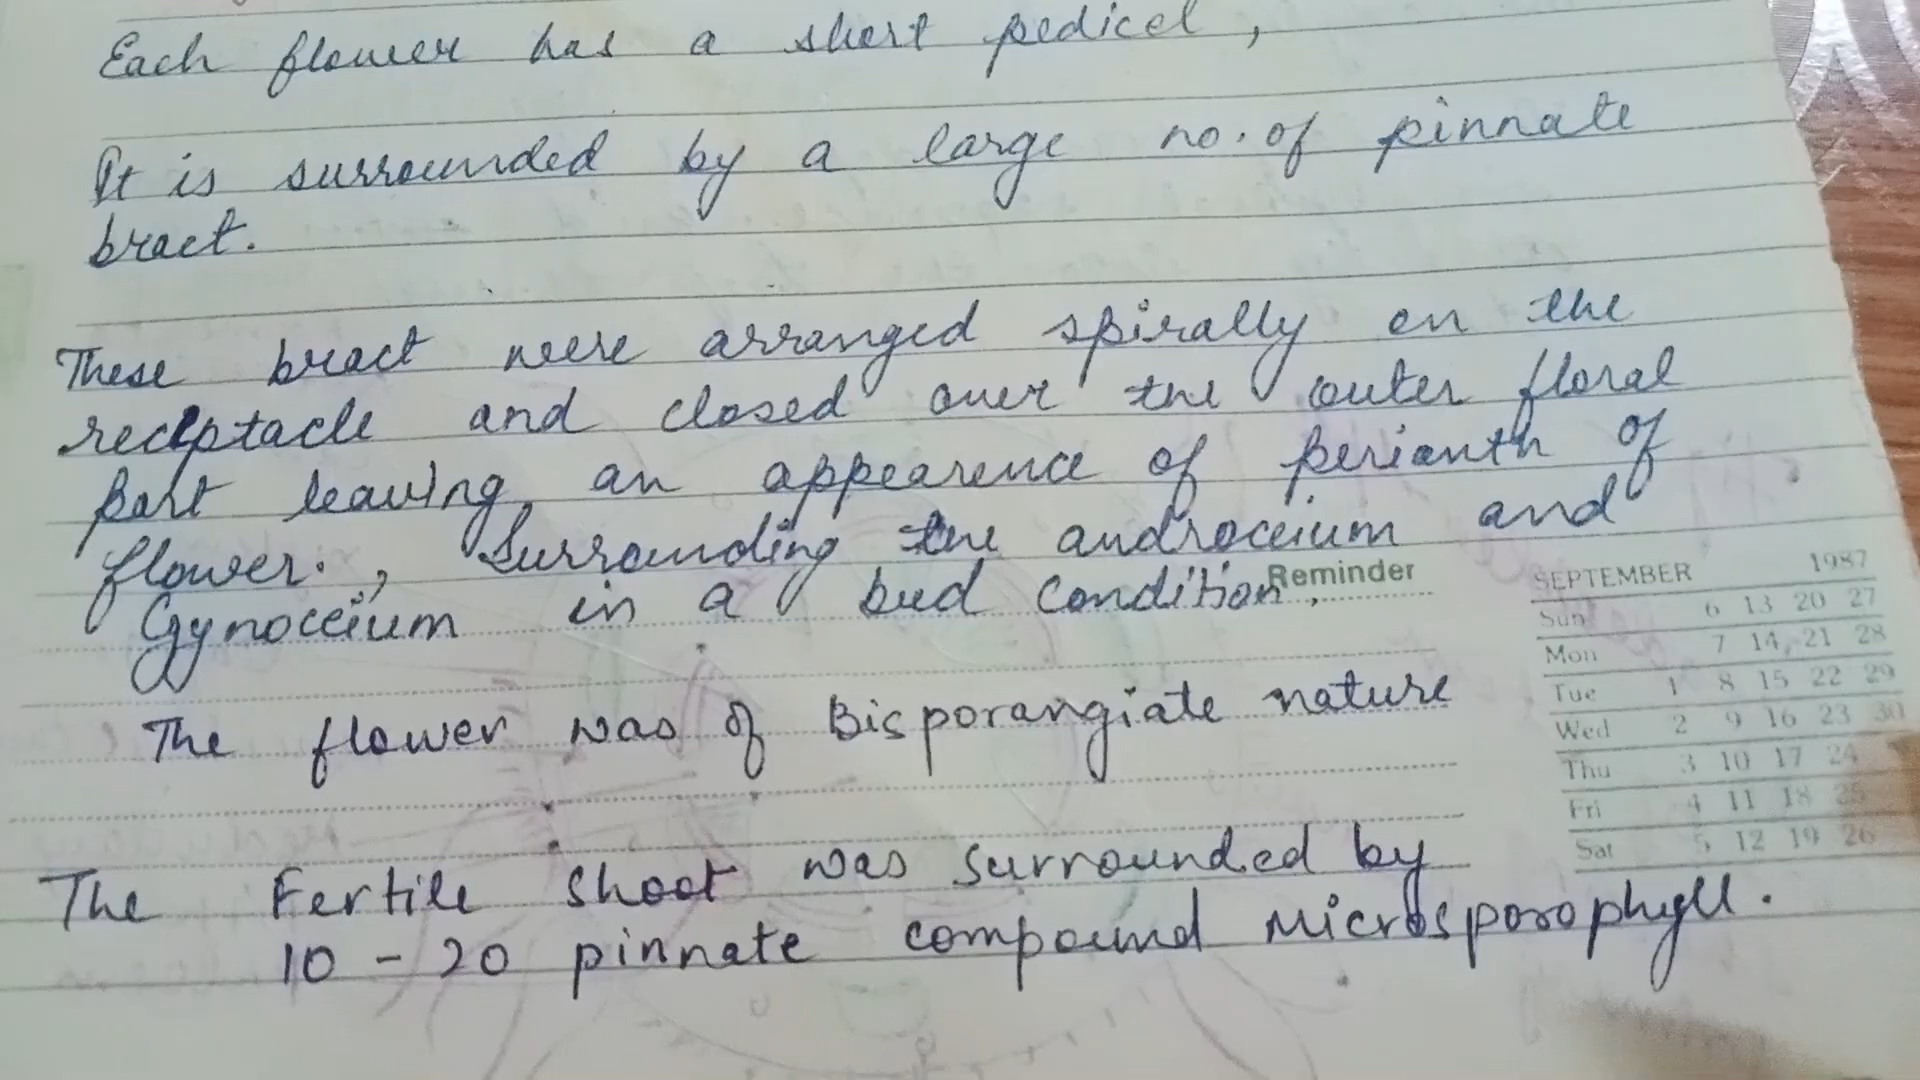 Each flower has a short pedicel,
It is surrounded by a large no. of pinnate
bract.
These bract were arranged spirally on the
receptacle and closed over the outer floral
part leaving an appearence of perianth of
flower., Surrounding the androceium and
Gynoceium in a bud condition,
Reminder
The flower was of Bisporangiate nature
The Fertile shoot was surrounded by
10-20 pinnate compound Microsporophyll.
SEPTEMBER 1987
Sun 6 13 20 27
Mon 7 14 21 28
Tue 1 8 15 22 29
Wed 2 9 16 23 30
Thu 3 10 17 24
Fri 4 11 18 25
Sat 5 12 19 26